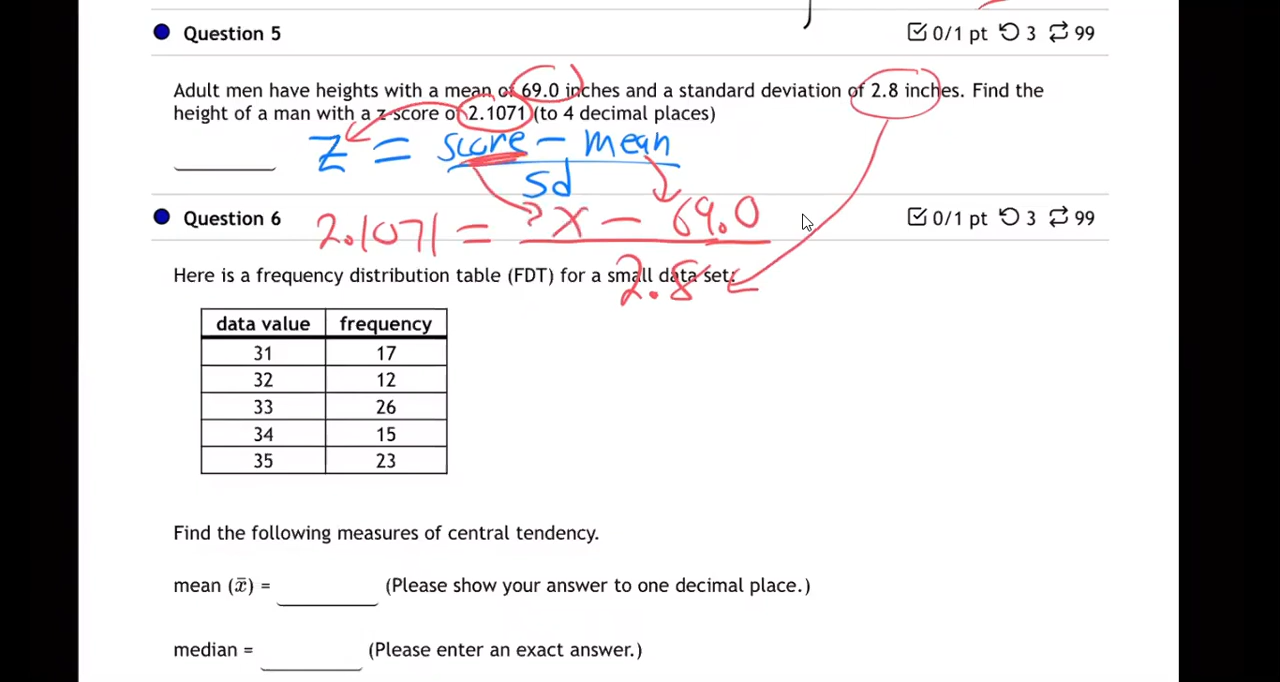 Question 5
0/1 pt 3 99
Adult men have heights with a mean of 69.0 inches and a standard deviation of 2.8 inches. Find the
height of a man with a z-score of 2.1071 (to 4 decimal places)
z = score - mean
sd
Question 6
0/1 pt 3 99
2.1071 = ?X - 69.0
2.8
Here is a frequency distribution table (FDT) for a small data set:
data value frequency
31 17
32 12
33 26
34 15
35 23
Find the following measures of central tendency.
mean (x̄) = (Please show your answer to one decimal place.)
median = (Please enter an exact answer.)